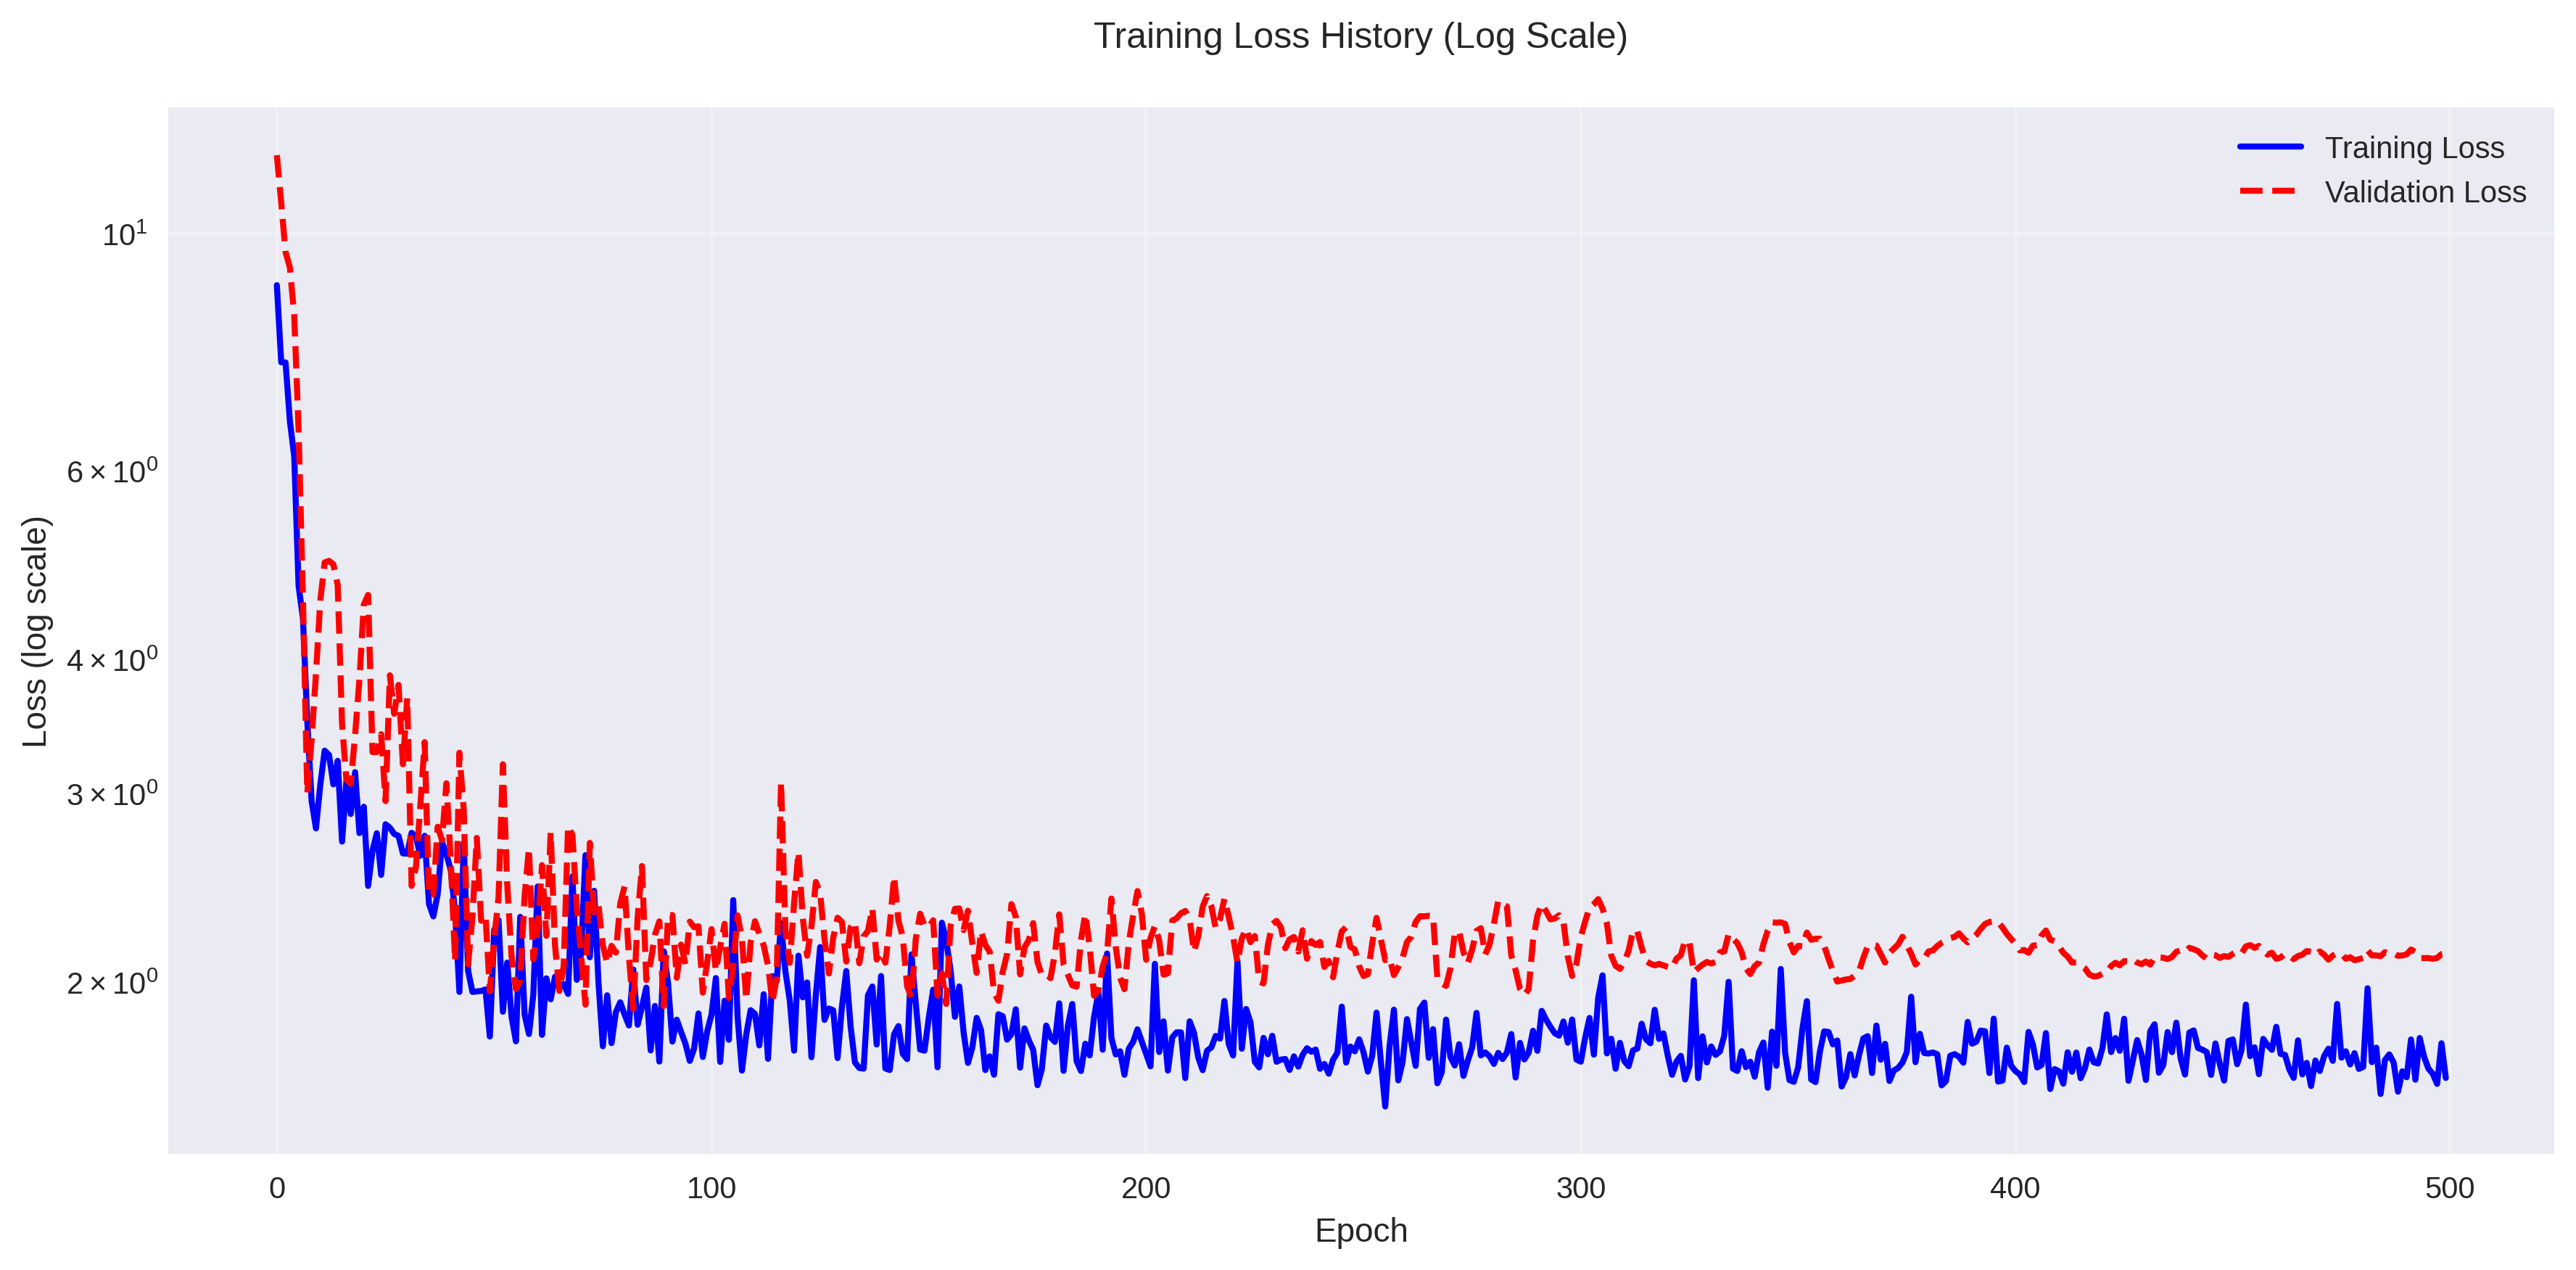 Training Loss History (Log Scale)
Training Loss
Validation Loss
10¹
6 × 10⁰
4 × 10⁰
3 × 10⁰
2 × 10⁰
Loss (log scale)
0 100 200 300 400 500
Epoch